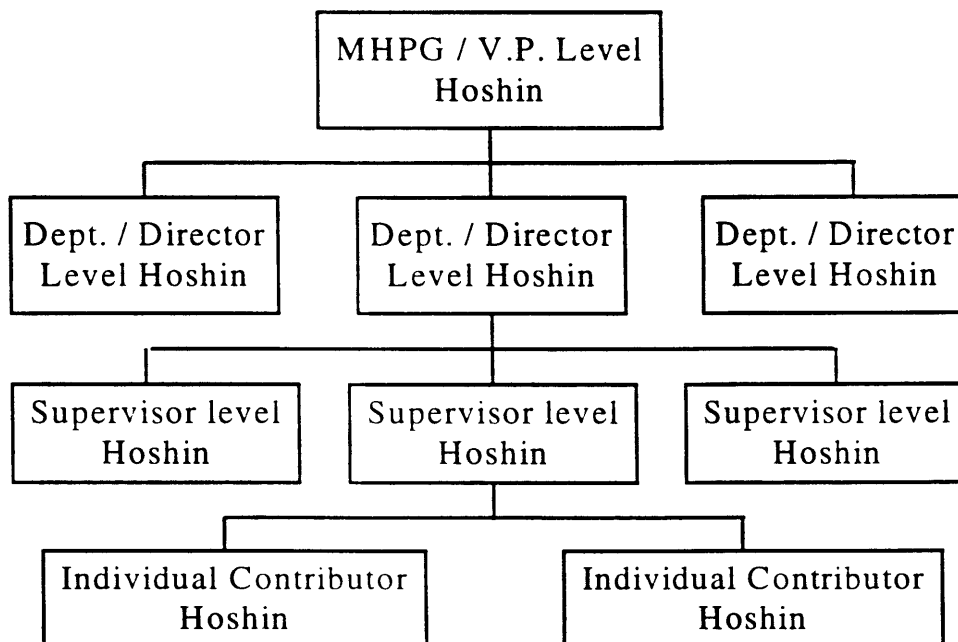 MHPG / V.P. Level
Hoshin
Dept. / Director
Level Hoshin
Dept. / Director
Level Hoshin
Dept. / Director
Level Hoshin
Supervisor level
Hoshin
Supervisor level
Hoshin
Supervisor level
Hoshin
Individual Contributor
Hoshin
Individual Contributor
Hoshin